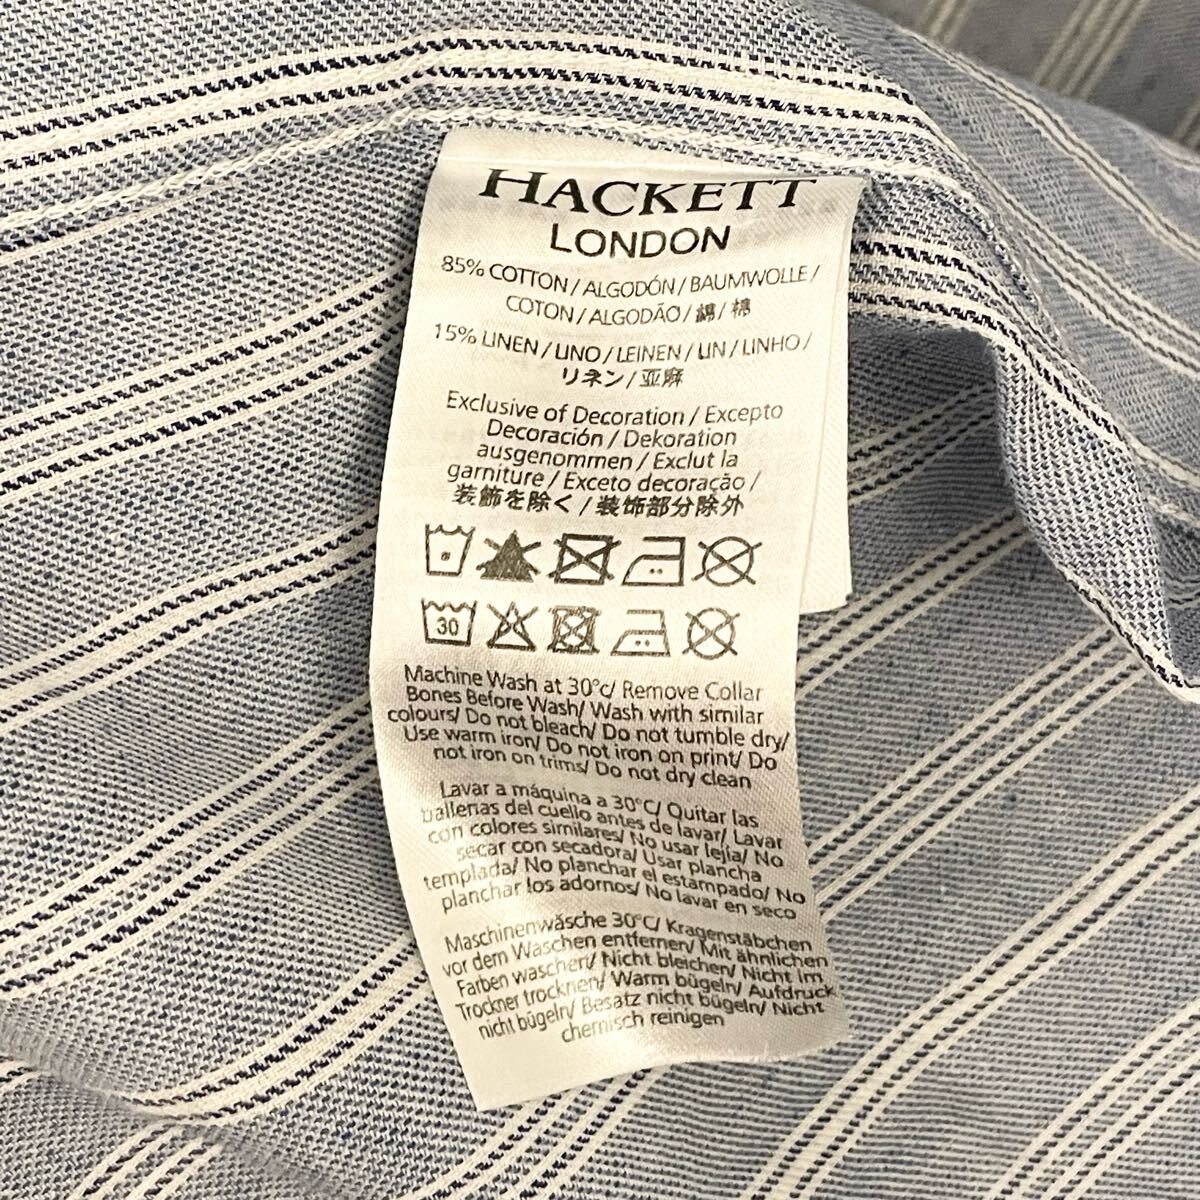 HACKETT
LONDON
85% COTTON / ALGODÓN / BAUMWOLLE /
COTON / ALGODÃO / 綿 / 棉
15% LINEN / LINO / LEINEN / LIN / LINHO /
リネン / 亚麻
Exclusive of Decoration / Excepto
Decoración / Dekoration
ausgenommen / Exclut la
garniture / Exceto decoração /
装飾を除く / 装饰部分除外
30
Machine Wash at 30°c/ Remove Collar
Bones Before Wash/ Wash with similar
colours/ Do not bleach/ Do not tumble dry/
Use warm iron/ Do not iron on print/ Do
not iron on trims/ Do not dry clean
Lavar a máquina a 30°C/ Quitar las
ballenas del cuello antes de lavar/ Lavar
con colores similares/ No usar lejía/ No
secar con secadora/ Usar plancha
templada/ No planchar el estampado/ No
planchar los adornos/ No lavar en seco
Maschinenwäsche 30°C/ Kragenstäbchen
vor dem Waschen entfernen/ Mit ähnlichen
Farben waschen/ Nicht bleichen/ Nicht im
Trockner trocknen/ Warm bügeln/ Aufdruck
nicht bügeln/ Besatz nicht bügeln/ Nicht
chemisch reinigen